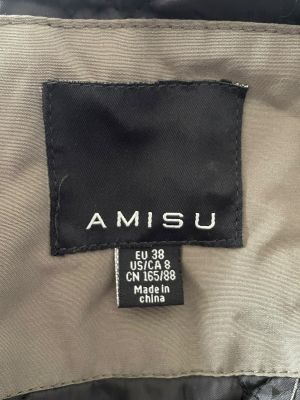 AMISU
EU 38
US/CA 8
CN 165/88
Made in
china